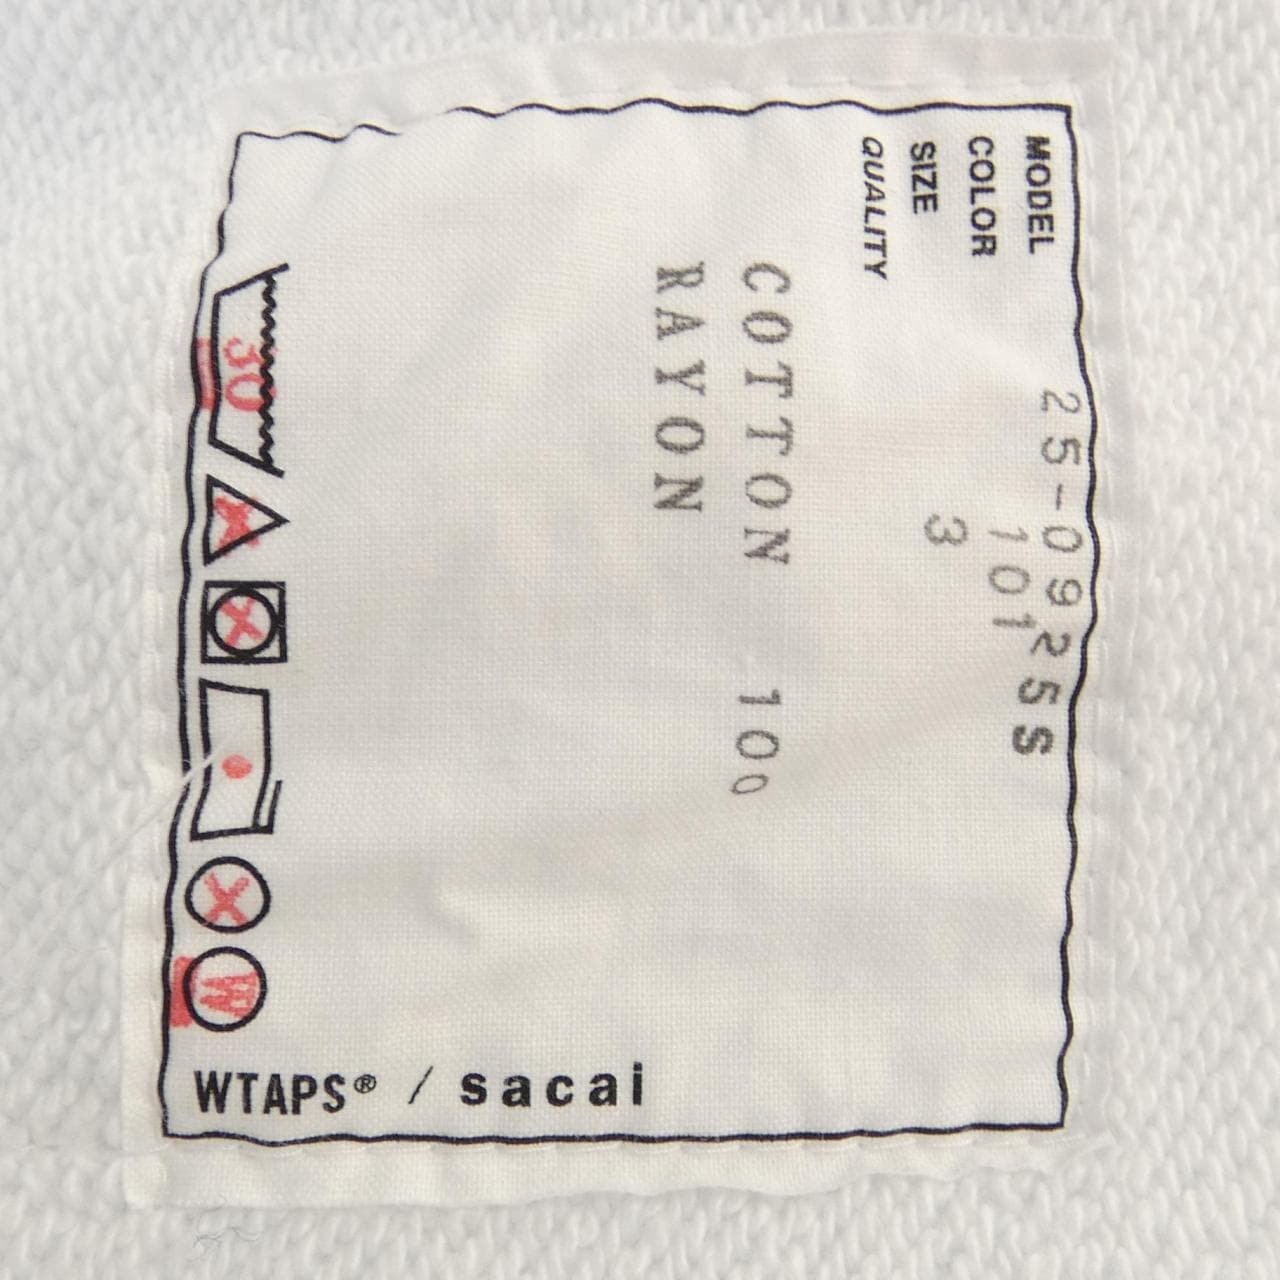 MODEL 25-0925S
COLOR 101
SIZE 3
QUALITY
COTTON 100
RAYON
30
W
WTAPS® / sacai